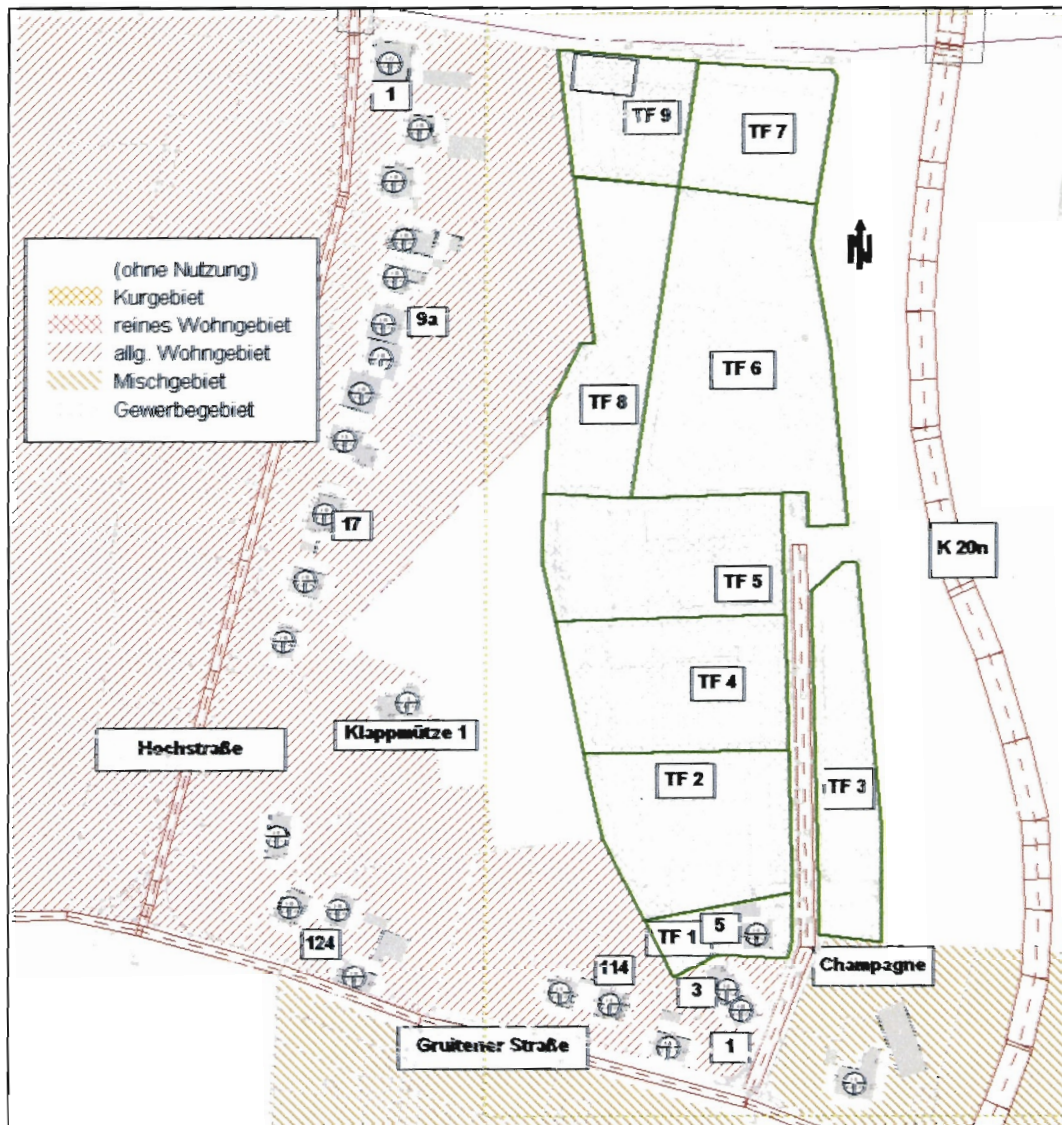 1
TF 9
TF 7
N
(ohne Nutzung)
Kurgebiet
reines Wohngebiet
allg. Wohngebiet
Mischgebiet
Gewerbegebiet
9a
TF 6
TF 8
17
K 20n
TF 5
TF 4
Klappmütze 1
Hochstraße
TF 2
TF 3
5
TF 1
124
114
Champagne
3
Gruitener Straße
1